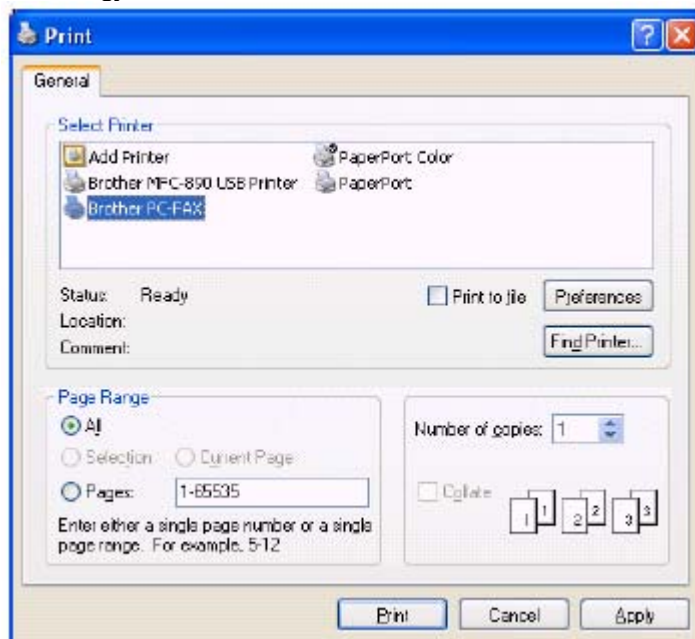 Print
General
Select Printer
Add Printer
PaperPort Color
Brother MFC-890 USB Printer
PaperPort
Brother PC-FAX
Status: Ready
Print to file
Preferences
Location:
Find Printer...
Comment:
Page Range
All
Number of copies: 1
Selection Current Page
Pages: 1-65535
Collate
1 1 2 2 3 3
Enter either a single page number or a single
page range. For example, 5-12
Print Cancel Apply